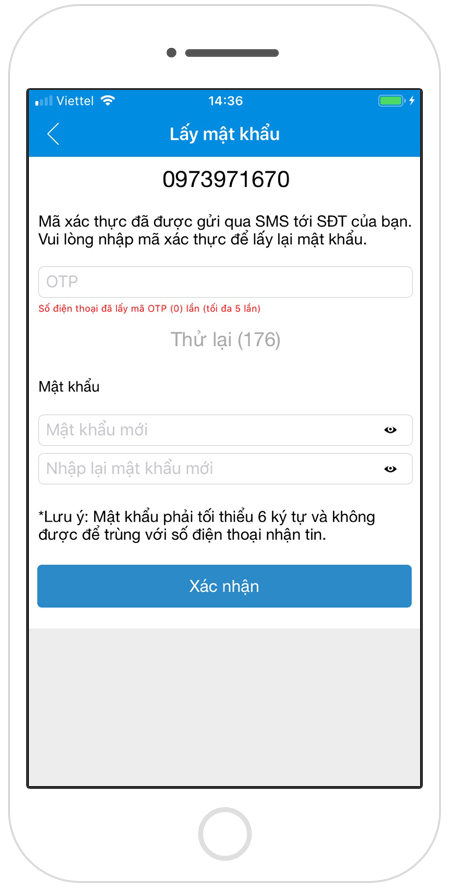 Viettel 14:36
Lấy mật khẩu
0973971670
Mã xác thực đã được gửi qua SMS tới SĐT của bạn.
Vui lòng nhập mã xác thực để lấy lại mật khẩu.
OTP
Số điện thoại đã lấy mã OTP (0) lần (tối đa 5 lần)
Thử lại (176)
Mật khẩu
Mật khẩu mới
Nhập lại mật khẩu mới
*Lưu ý: Mật khẩu phải tối thiểu 6 ký tự và không
được để trùng với số điện thoại nhận tin.
Xác nhận